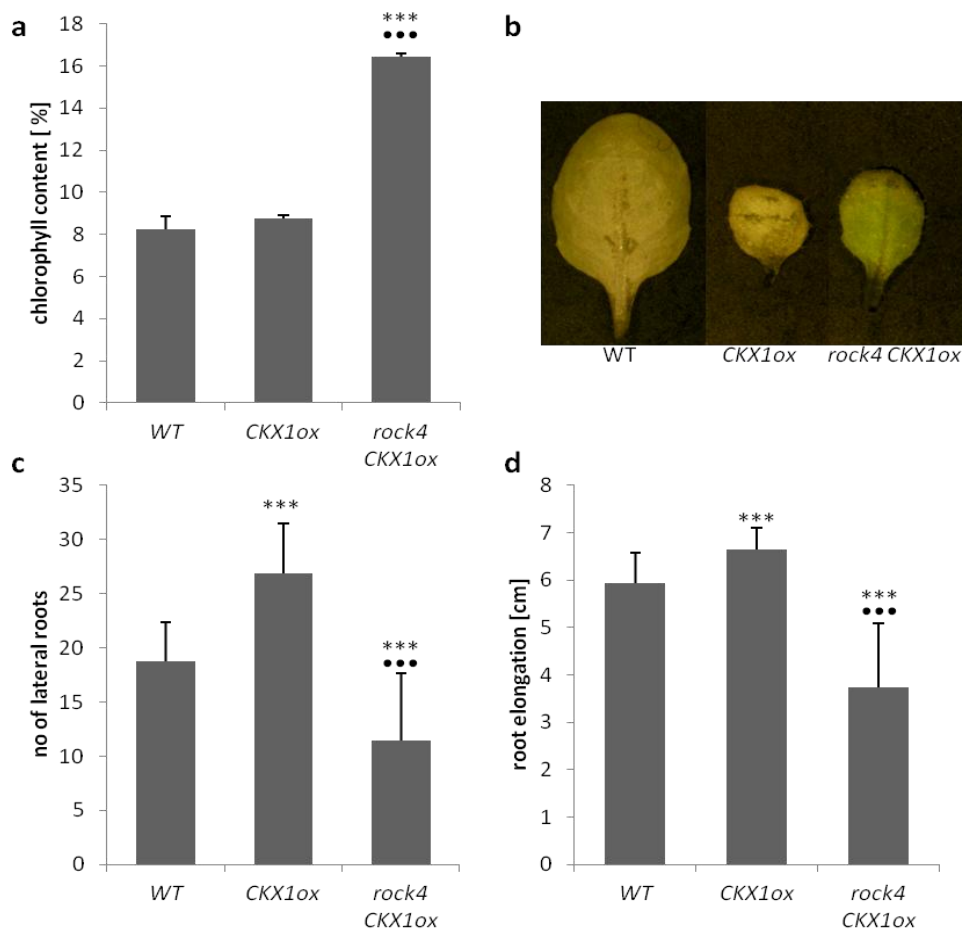 a
18
16
14
12
10
8
6
4
2
0
chlorophyll content [ %]
***
•••
WT
CKX1ox
rock4
CKX1ox
b
WT
CKX1ox
rock4 CKX1ox
c
35
30
25
20
15
10
5
0
no of lateral roots
***
***
•••
WT
CKX1ox
rock4
CKX1ox
d
8
7
6
5
4
3
2
1
0
root elongation [cm]
***
***
•••
WT
CKX1ox
rock4
CKX1ox